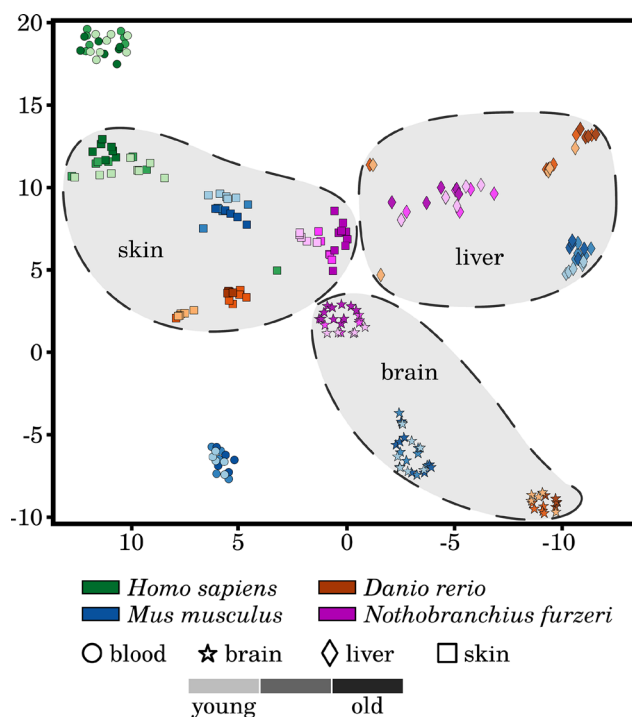 20
15
10
5
0
-5
-10
skin
liver
brain
10 5 0 -5 -10
Homo sapiens Danio rerio
Mus musculus Nothobranchius furzeri
blood brain liver skin
young old